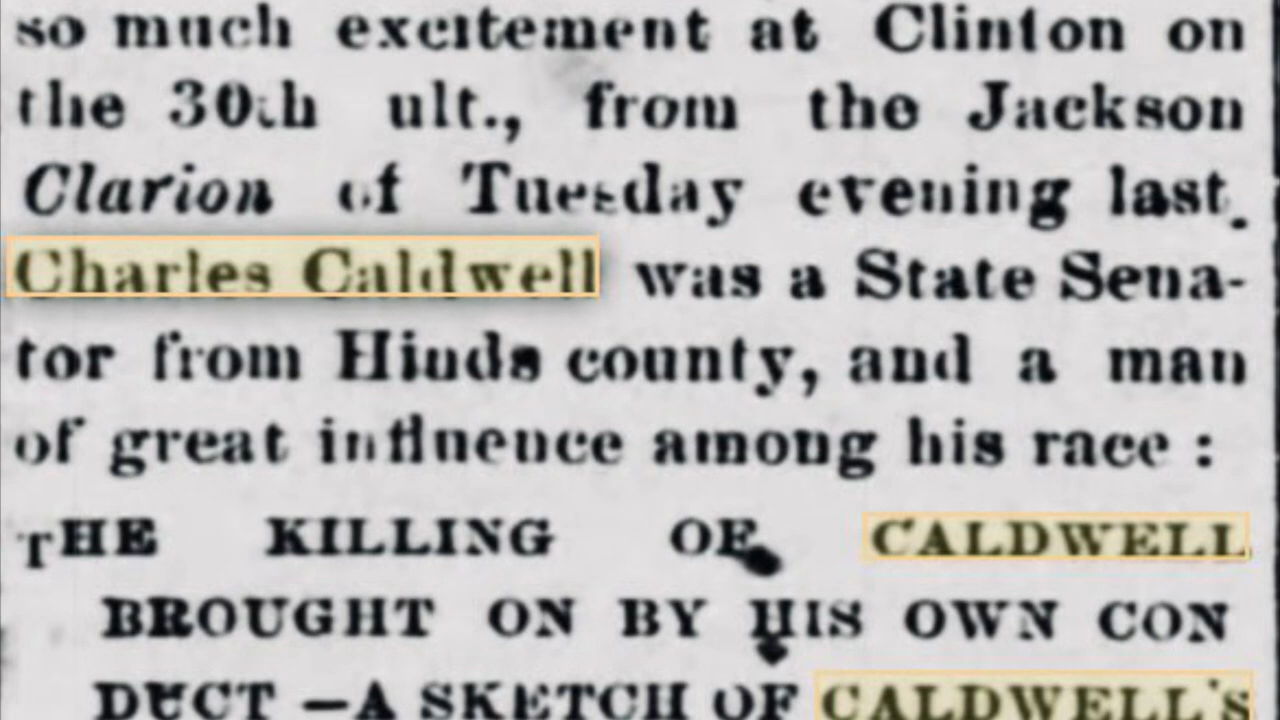 so much excitement at Clinton on
the 30th ult., from the Jackson
Clarion of Tuesday evening last.
Charles Caldwell was a State Sena-
tor from Hinds county, and a man
of great influence among his race :
THE KILLING OF CALDWELL
BROUGHT ON BY HIS OWN CON
DUCT —A SKETCH OF CALDWELL'S